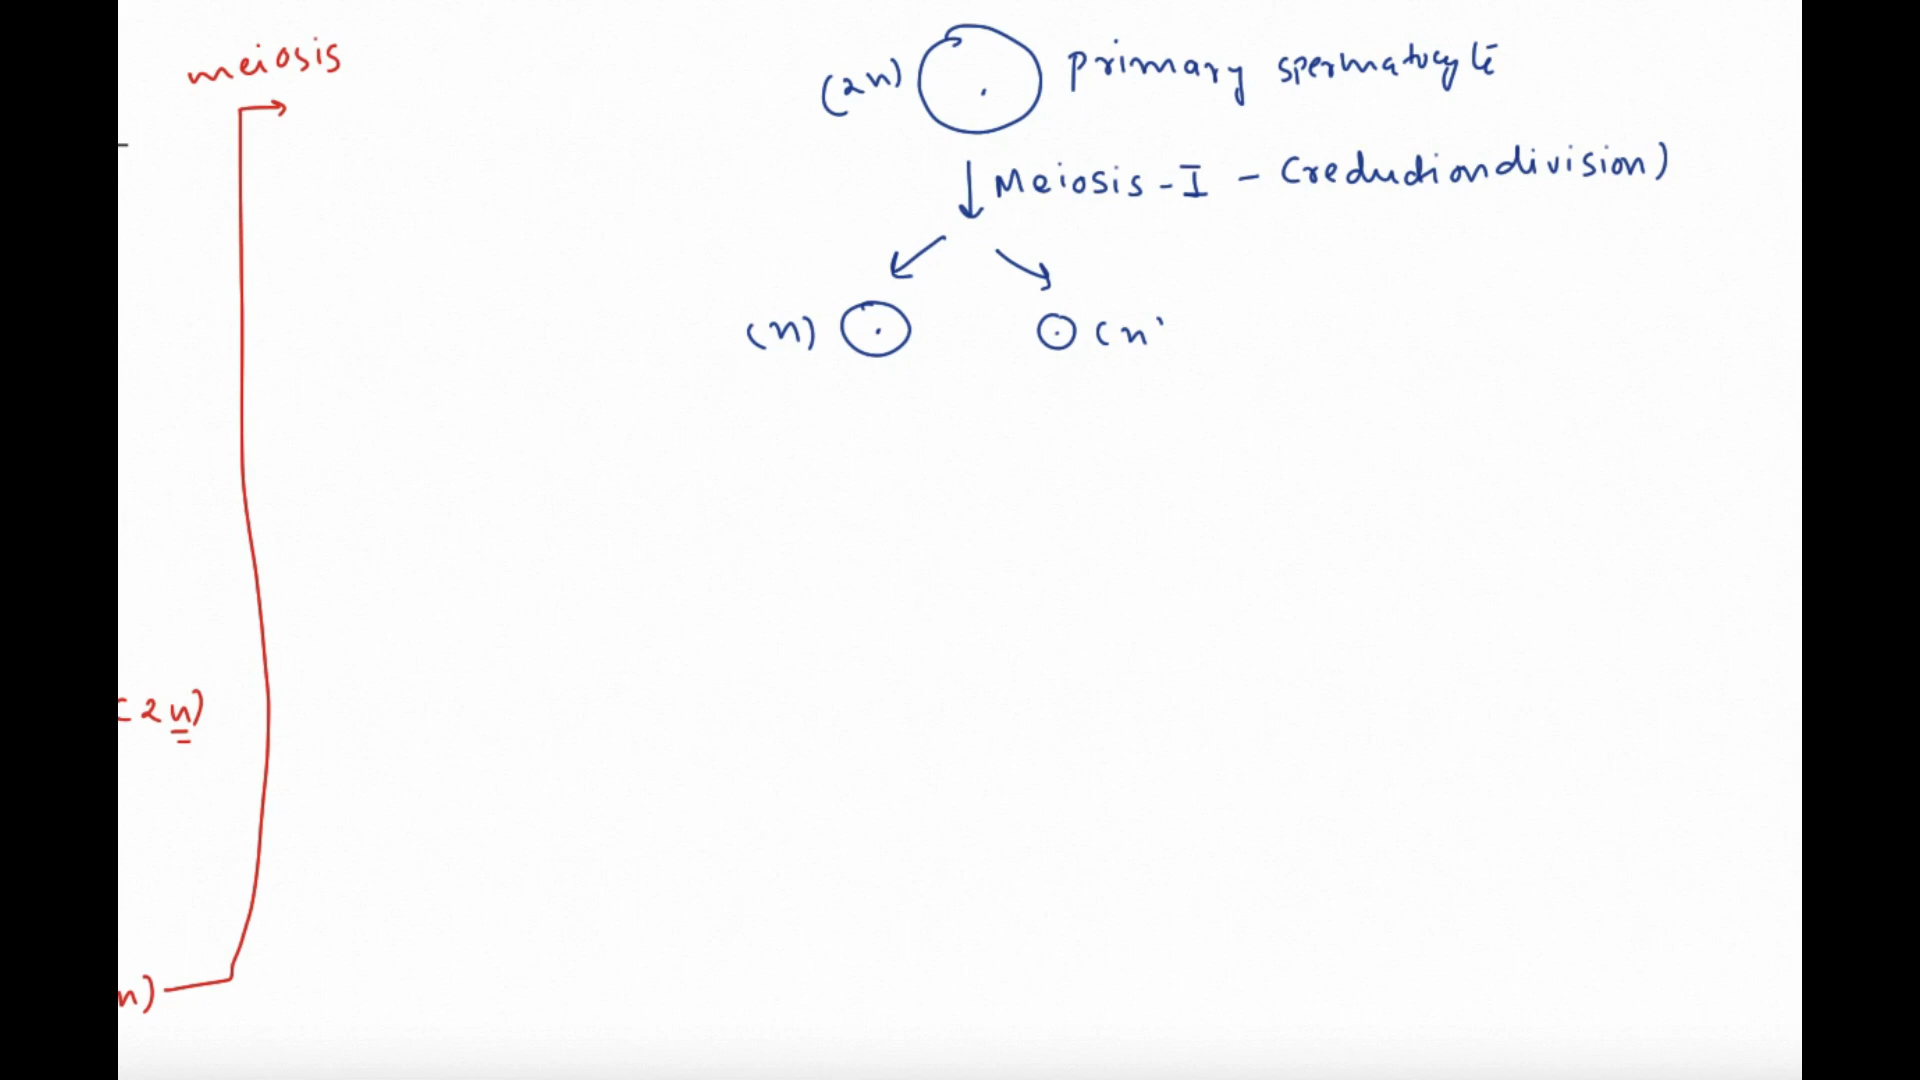 meiosis
(2n) primary spermatocyte
Meiosis-I - (reduction division)
(n) (n
(2n)
n)